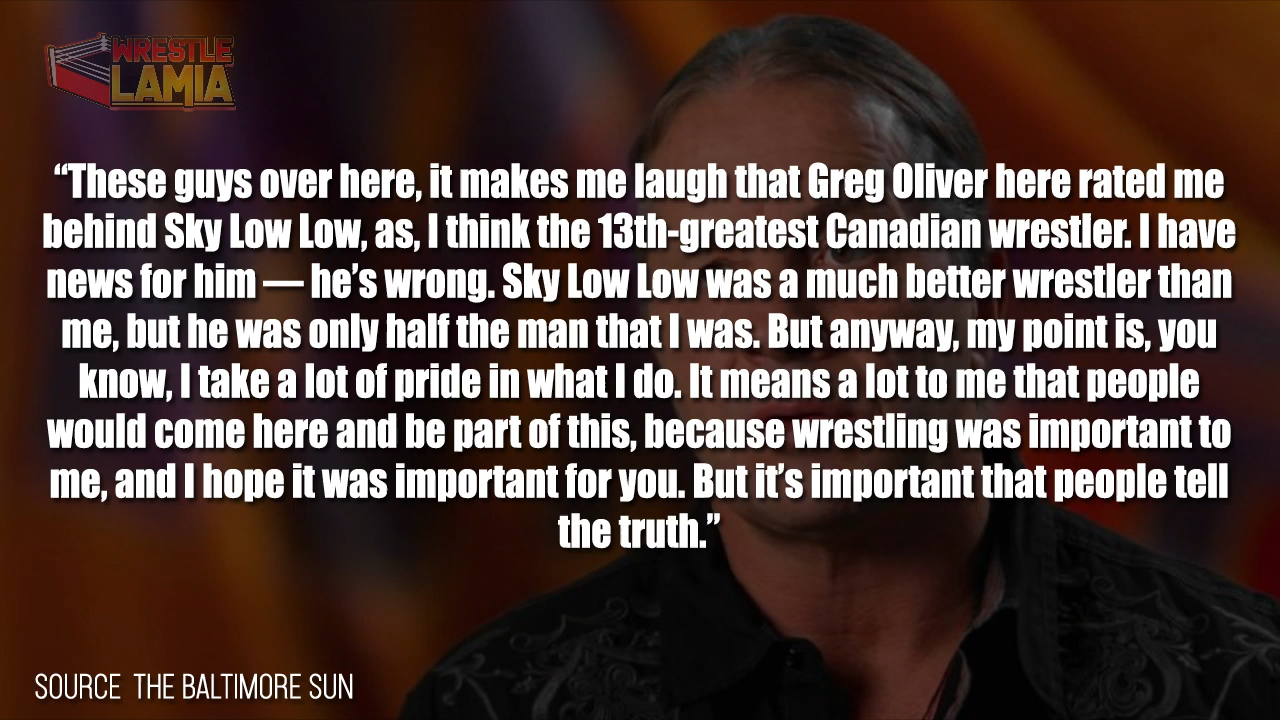 WRESTLE
LAMIA
“These guys over here, it makes me laugh that Greg Oliver here rated me
behind Sky Low Low, as, I think the 13th-greatest Canadian wrestler. I have
news for him — he’s wrong. Sky Low Low was a much better wrestler than
me, but he was only half the man that I was. But anyway, my point is, you
know, I take a lot of pride in what I do. It means a lot to me that people
would come here and be part of this, because wrestling was important to
me, and I hope it was important for you. But it’s important that people tell
the truth.”
SOURCE THE BALTIMORE SUN